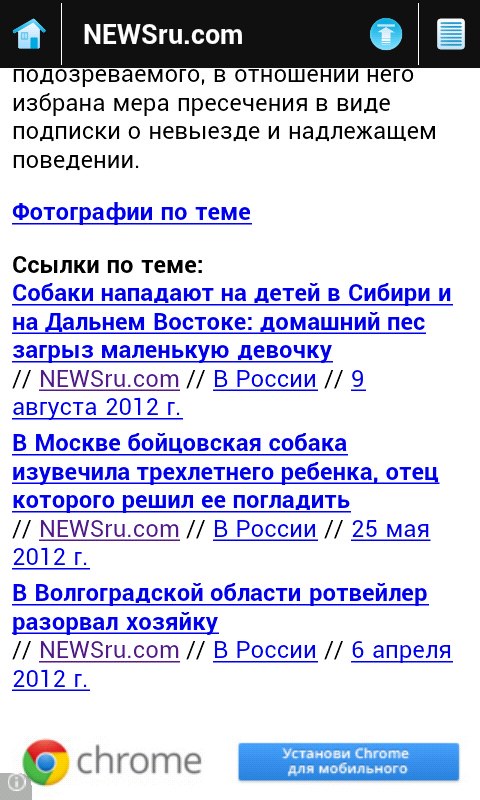 NEWSru.com
подозреваемого, в отношении него
избрана мера пресечения в виде
подписки о невыезде и надлежащем
поведении.
Фотографии по теме
Ссылки по теме:
Собаки нападают на детей в Сибири и
на Дальнем Востоке: домашний пес
загрыз маленькую девочку
// NEWSru.com // В России // 9
августа 2012 г.
В Москве бойцовская собака
изувечила трехлетнего ребенка, отец
которого решил ее погладить
// NEWSru.com // В России // 25 мая
2012 г.
В Волгоградской области ротвейлер
разорвал хозяйку
// NEWSru.com // В России // 6 апреля
2012 г.
chrome
Установи Chrome
для мобильного